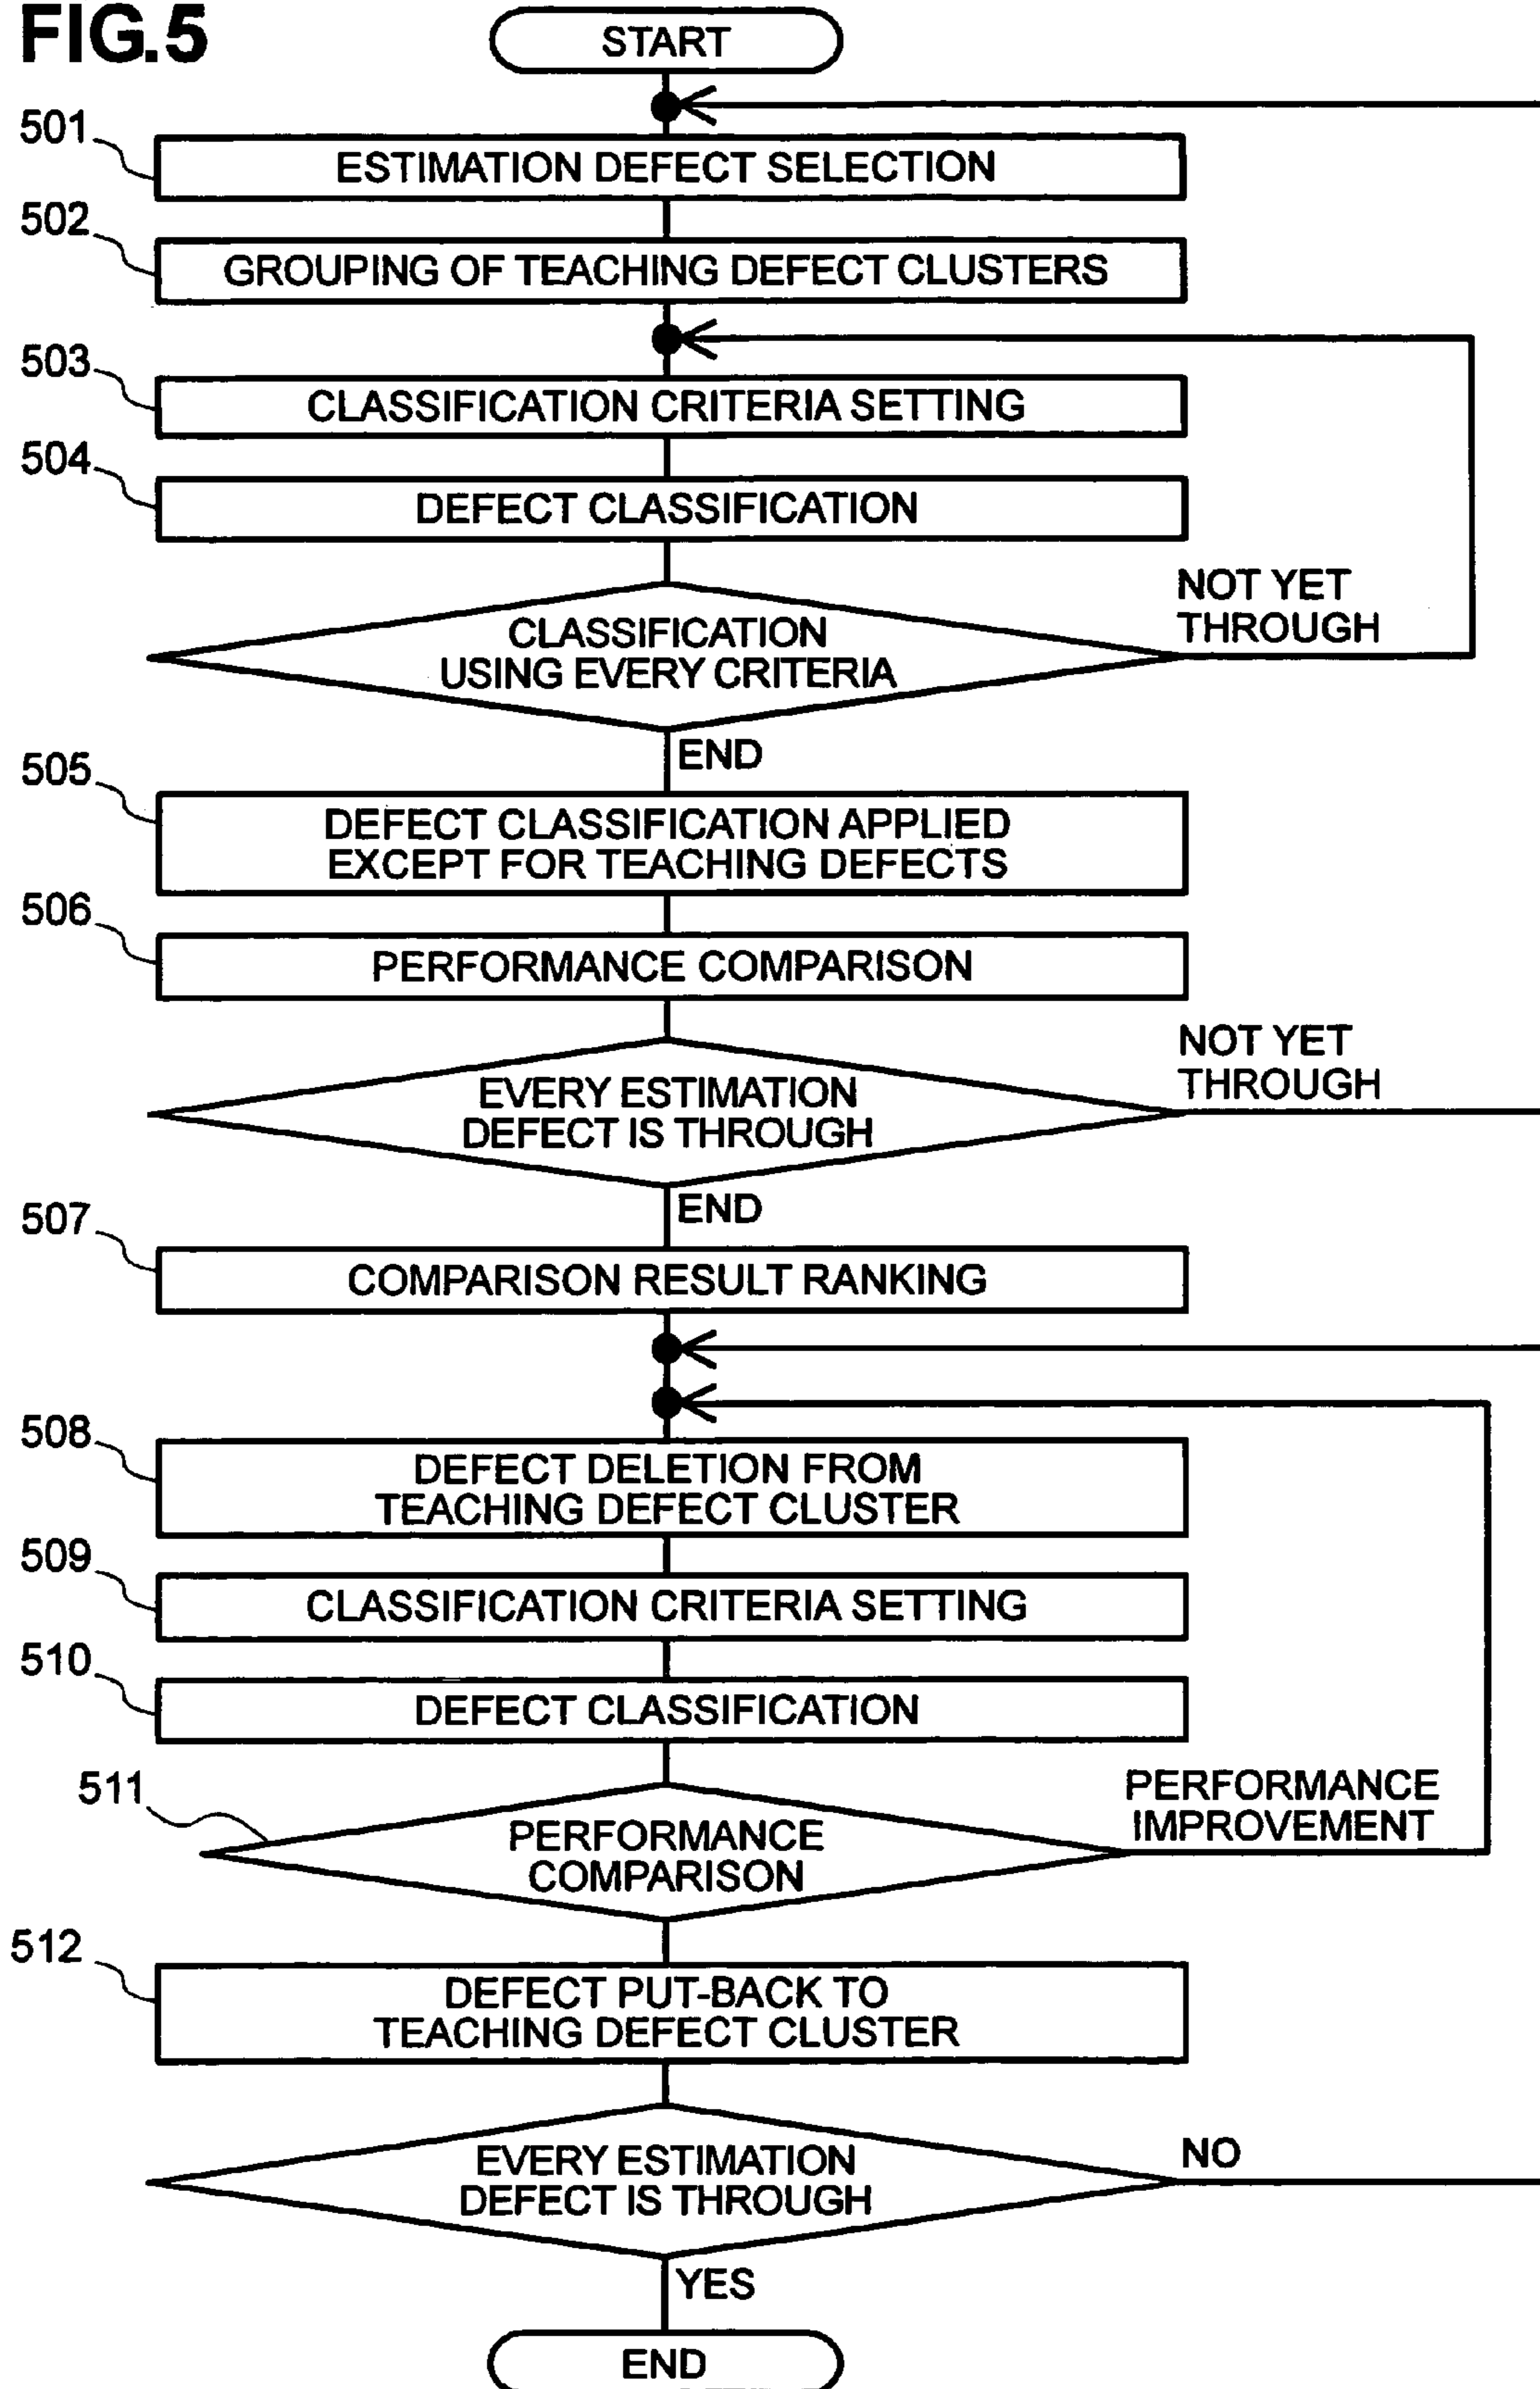 FIG.5
START
501
ESTIMATION DEFECT SELECTION
502
GROUPING OF TEACHING DEFECT CLUSTERS
503
CLASSIFICATION CRITERIA SETTING
504
DEFECT CLASSIFICATION
NOT YET
THROUGH
CLASSIFICATION
USING EVERY CRITERIA
END
505
DEFECT CLASSIFICATION APPLIED
EXCEPT FOR TEACHING DEFECTS
506
PERFORMANCE COMPARISON
NOT YET
THROUGH
EVERY ESTIMATION
DEFECT IS THROUGH
END
507
COMPARISON RESULT RANKING
508
DEFECT DELETION FROM
TEACHING DEFECT CLUSTER
509
CLASSIFICATION CRITERIA SETTING
510
DEFECT CLASSIFICATION
511
PERFORMANCE
IMPROVEMENT
PERFORMANCE
COMPARISON
512
DEFECT PUT-BACK TO
TEACHING DEFECT CLUSTER
EVERY ESTIMATION
DEFECT IS THROUGH
NO
YES
END